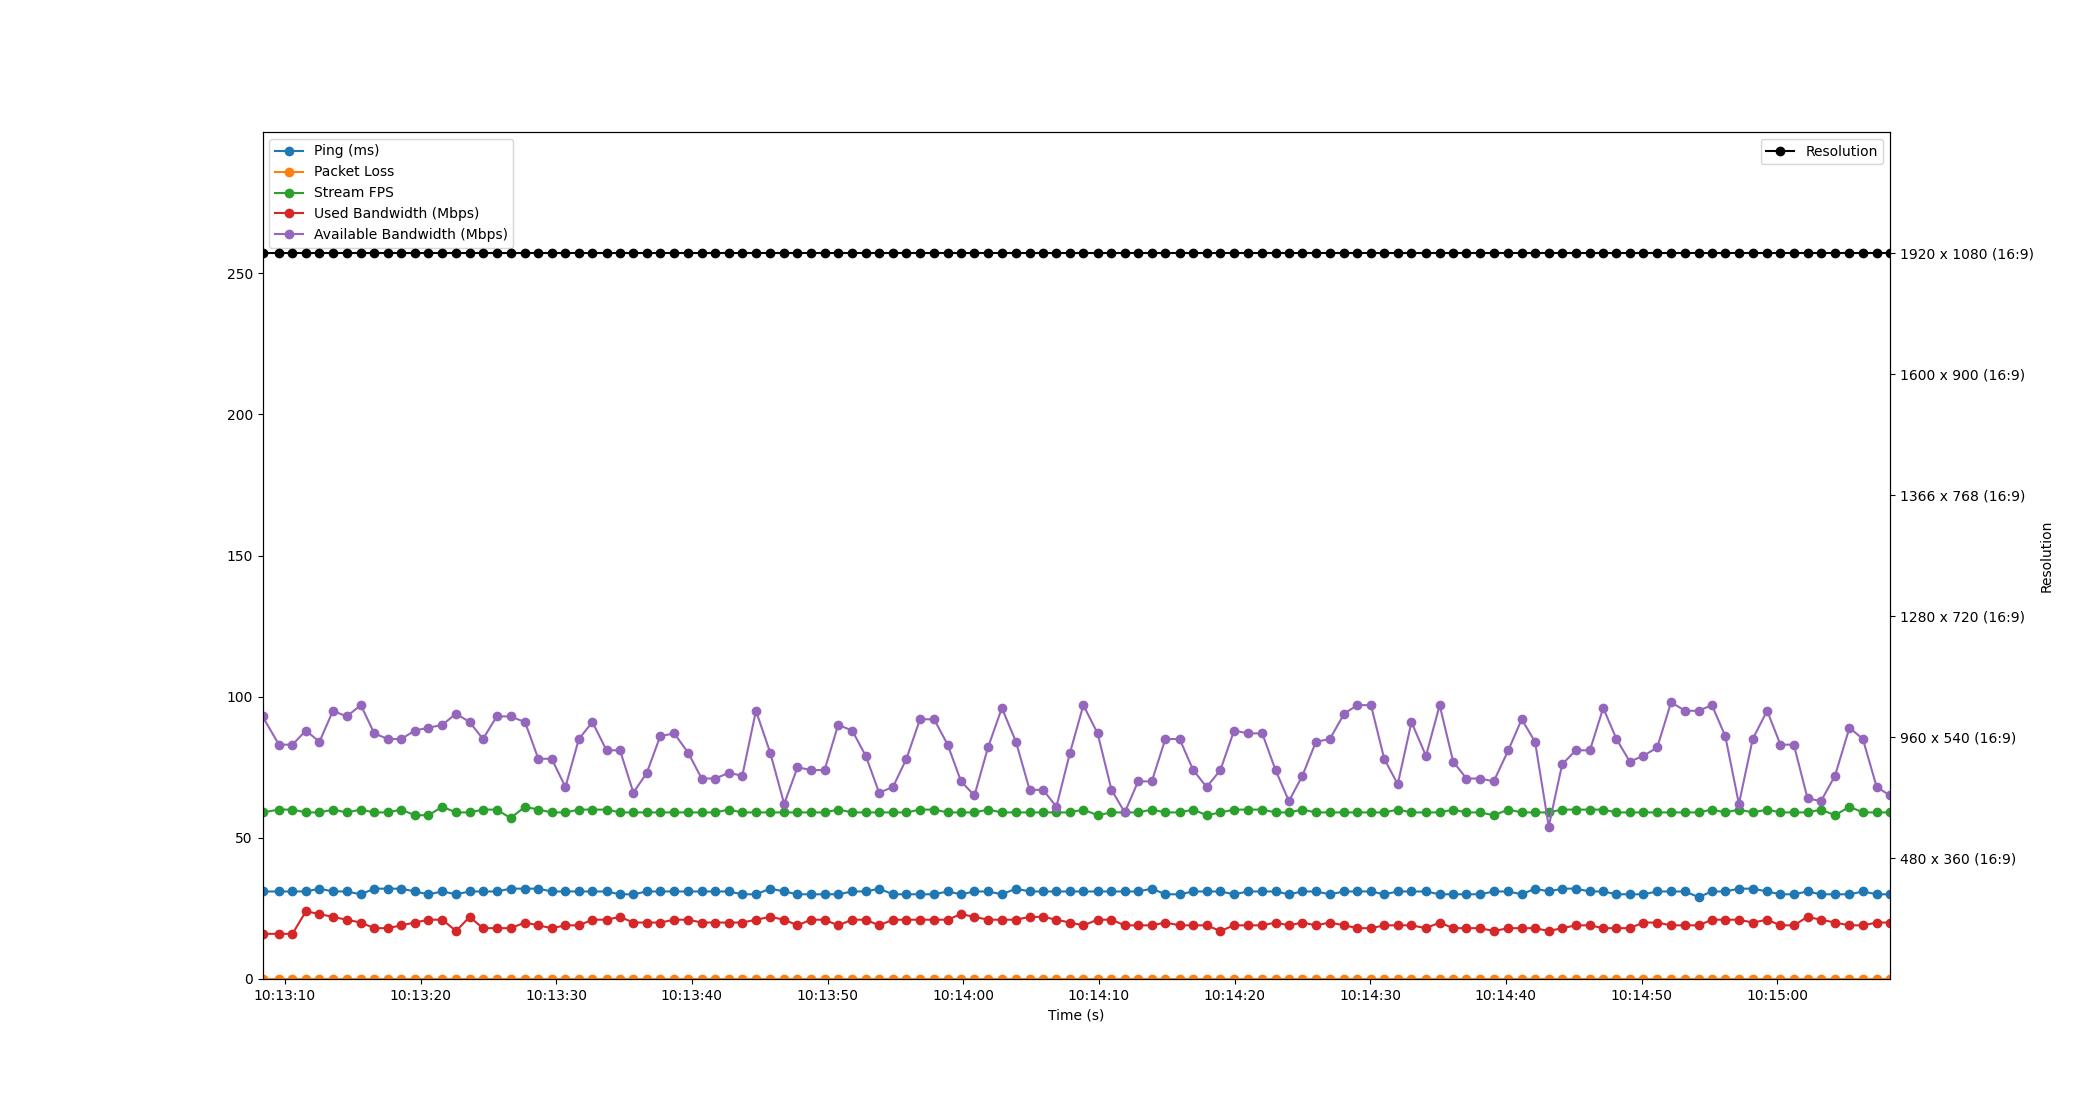 Ping (ms)
Packet Loss
Stream FPS
Used Bandwidth (Mbps)
Available Bandwidth (Mbps)
Resolution
250
200
150
100
50
0
1920 x 1080 (16:9)
1600 x 900 (16:9)
1366 x 768 (16:9)
1280 x 720 (16:9)
960 x 540 (16:9)
480 x 360 (16:9)
Resolution
10:13:10 10:13:20 10:13:30 10:13:40 10:13:50 10:14:00 10:14:10 10:14:20 10:14:30 10:14:40 10:14:50 10:15:00
Time (s)